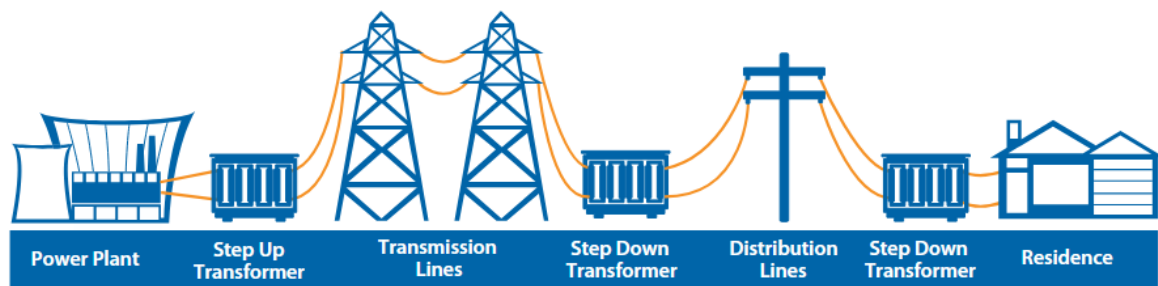 Power Plant
Step Up
Transformer
Transmission
Lines
Step Down
Transformer
Distribution
Lines
Step Down
Transformer
Residence